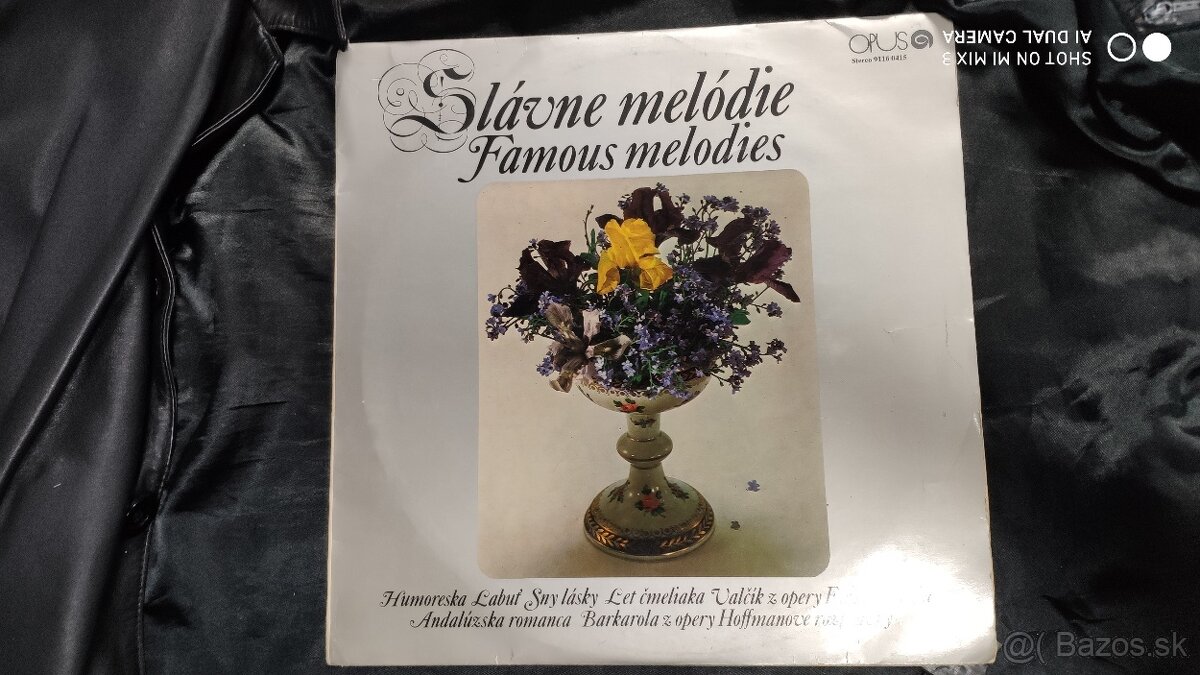 OPUS
Stereo 9116 0415
Slávne melódie
Famous melodies
Humoreska Labuť Sny lásky Let čmeliaka Valčík z opery
Andalúzska romanca Barkarola z opery Hoffmanove
SHOT ON MI MIX 3
AI DUAL CAMERA
@( Bazos.sk